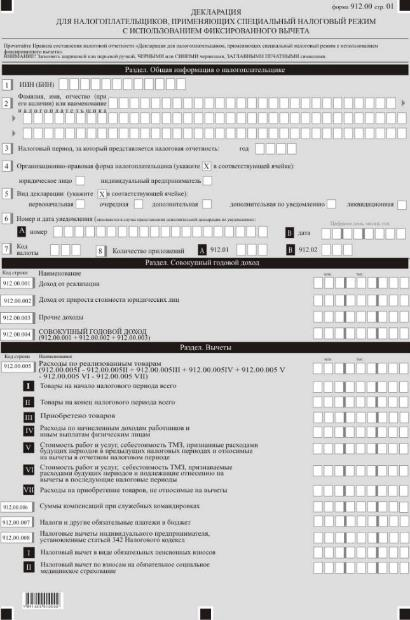 форма 912.00 стр. 01
ДЕКЛАРАЦИЯ
ДЛЯ НАЛОГОПЛАТЕЛЬЩИКОВ, ПРИМЕНЯЮЩИХ СПЕЦИАЛЬНЫЙ НАЛОГОВЫЙ РЕЖИМ
С ИСПОЛЬЗОВАНИЕМ ФИКСИРОВАННОГО ВЫЧЕТА
Прочитайте Правила составления налоговой отчетности «Декларация для налогоплательщиков, применяющих специальный налоговый режим с использованием
фиксированного вычета»
ВНИМАНИЕ! Заполнять шариковой или перьевой ручкой, ЧЕРНЫМИ или СИНИМИ чернилами, ЗАГЛАВНЫМИ ПЕЧАТНЫМИ символами.
Раздел. Общая информация о налогоплательщике
1 ИИН (БИН)
2 Фамилия, имя, отчество (при
его наличии) или наименование
налогоплательщика
3 Налоговый период, за который представляется налоговая отчетность: год
4 Организационно-правовая форма налогоплательщика (укажите X в соответствующей ячейке):
юридическое лицо индивидуальный предприниматель
5 Вид декларации: (укажите X в соответствующей ячейке):
первоначальная очередная дополнительная дополнительная по уведомлению ликвидационная
6 Номер и дата уведомления (заполняется в случае представления дополнительной декларации по уведомлению):
A номер B дата
7 Код
валюты
8 Количество приложений A 912.01 B 912.02
Раздел. Совокупный годовой доход
Код строки Наименование млн. тыс.
912.00.001 Доход от реализации
912.00.002 Доход от прироста стоимости юридических лиц
912.00.003 Прочие доходы
912.00.004 СОВОКУПНЫЙ ГОДОВОЙ ДОХОД
(912.00.001 + 912.00.002 + 912.00.003)
Раздел. Вычеты
Код строки Наименование млн. тыс.
912.00.005 Расходы по реализованным товарам
(912.00.005I - 912.00.005II + 912.00.005III + 912.00.005IV + 912.00.005 V
- 912.00.005 VI - 912.00.005 VII)
I Товары на начало налогового периода всего
II Товары на конец налогового периода всего
III Приобретено товаров
IV Расходы по начисленным доходам работников и
иным выплатам физическим лицам
V Стоимость работ и услуг, себестоимость ТМЗ, признанные расходами
будущих периодов в предыдущих налоговых периодах и относимые
на вычеты в отчетном налоговом периоде
VI Стоимость работ и услуг, себестоимость ТМЗ, признаваемые
расходами будущих периодов и подлежащие отнесению на
вычеты в последующие налоговые периоды
VII Расходы на приобретение товаров, не относимые на вычеты
912.00.006 Суммы компенсаций при служебных командировках
912.00.007 Налоги и другие обязательные платежи в бюджет
912.00.008 Налоговые вычеты индивидуального предпринимателя,
установленные статьей 342 Налогового кодекса
I Налоговый вычет в виде обязательных пенсионных взносов
II Налоговый вычет по взносам на обязательное социальное
медицинское страхование